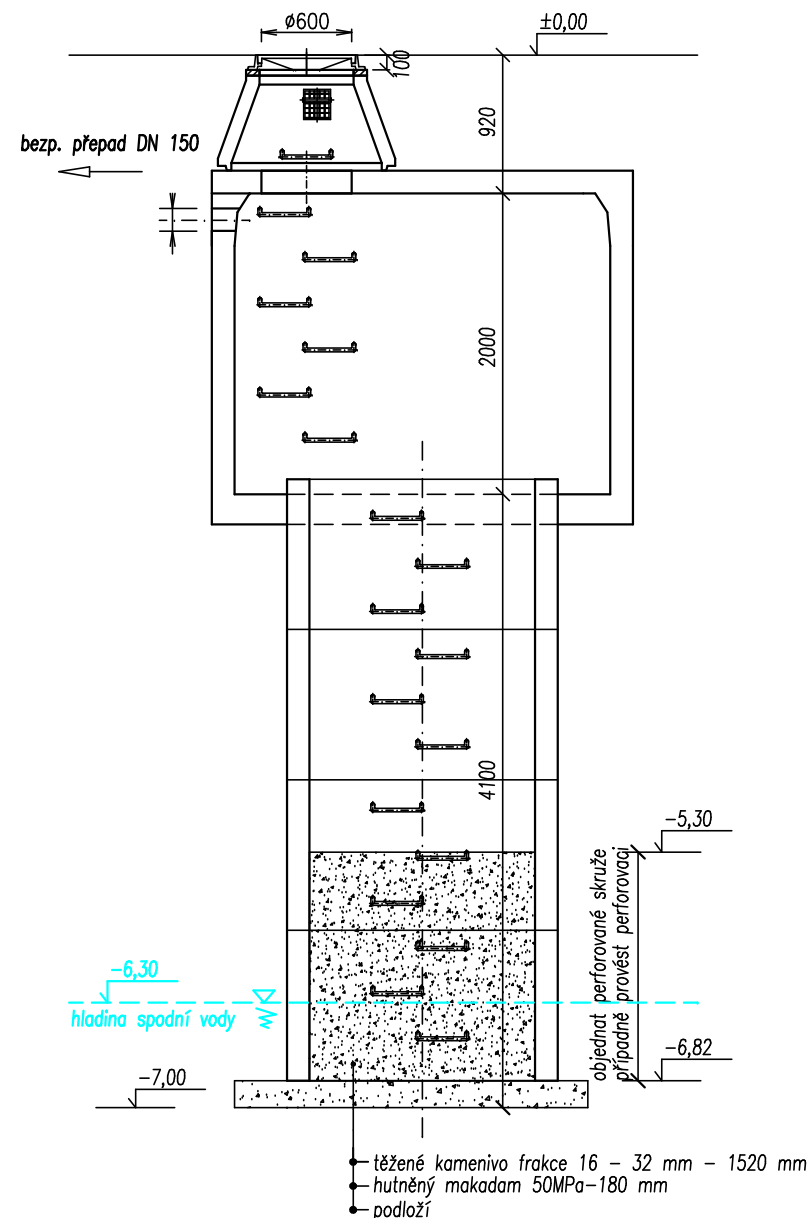 ø600
±0,00
100
920
bezp. přepad DN 150
2000
4100
-5,30
objednat perforované skruže
případně provést perforovaci
-6,30
hladina spodní vody
-6,82
-7,00
těžené kamenivo frakce 16 - 32 mm - 1520 mm
hutněný makadam 50MPa-180 mm
podloží